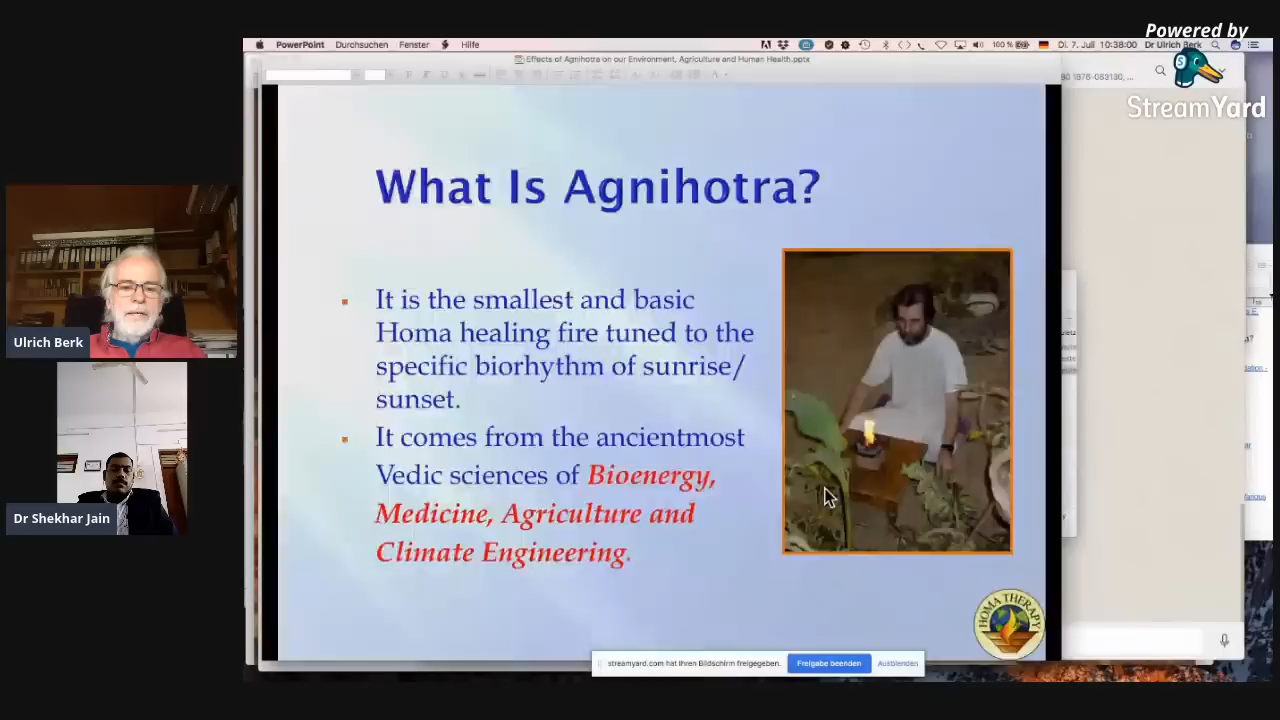 Powered by
StreamYard
PowerPoint Durchsuchen Fenster Hilfe
100 % Di. 7. Juli 10:38:00 Dr Ulrich Berk
Effects of Agnihotra on our Environment, Agriculture and Human Health.pptx
What Is Agnihotra?
It is the smallest and basic
Homa healing fire tuned to the
specific biorhythm of sunrise/
sunset.
It comes from the ancientmost
Vedic sciences of Bioenergy,
Medicine, Agriculture and
Climate Engineering.
HOMA THERAPY
Ulrich Berk
Dr Shekhar Jain
streamyard.com hat Ihren Bildschirm freigegeben. Freigabe beenden Ausblenden